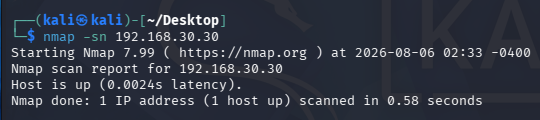 ┌──(kali㉿kali)-[~/Desktop]
└─$ nmap -sn 192.168.30.30
Starting Nmap 7.99 ( https://nmap.org ) at 2026-08-06 02:33 -0400
Nmap scan report for 192.168.30.30
Host is up (0.0024s latency).
Nmap done: 1 IP address (1 host up) scanned in 0.58 seconds